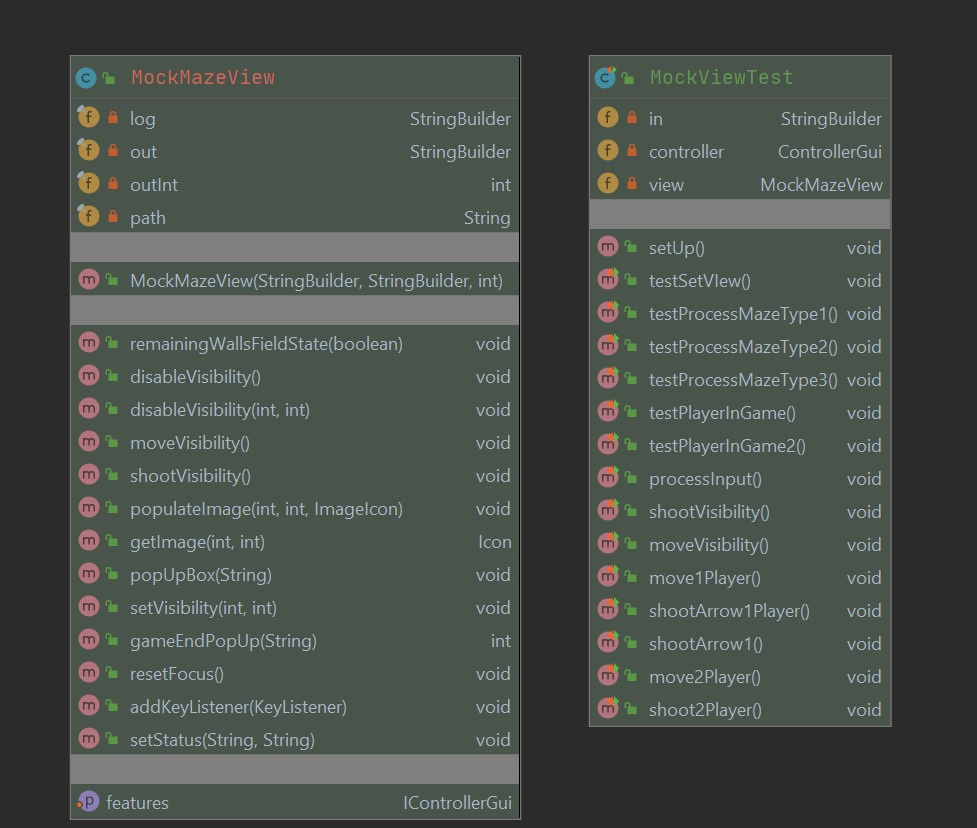 MockMazeView
log StringBuilder
out StringBuilder
outInt int
path String
MockMazeView(StringBuilder, StringBuilder, int)
remainingWallsFieldState(boolean) void
disableVisibility() void
disableVisibility(int, int) void
moveVisibility() void
shootVisibility() void
populateImage(int, int, ImageIcon) void
getImage(int, int) Icon
popUpBox(String) void
setVisibility(int, int) void
gameEndPopUp(String) int
resetFocus() void
addKeyListener(KeyListener) void
setStatus(String, String) void
features IControllerGui
MockViewTest
in StringBuilder
controller ControllerGui
view MockMazeView
setUp() void
testSetVIew() void
testProcessMazeType1() void
testProcessMazeType2() void
testProcessMazeType3() void
testPlayerInGame() void
testPlayerInGame2() void
processInput() void
shootVisibility() void
moveVisibility() void
move1Player() void
shootArrow1Player() void
shootArrow1() void
move2Player() void
shoot2Player() void